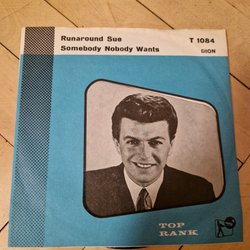 Runaround Sue T 1084
Somebody Nobody Wants DION
TOP
RANK